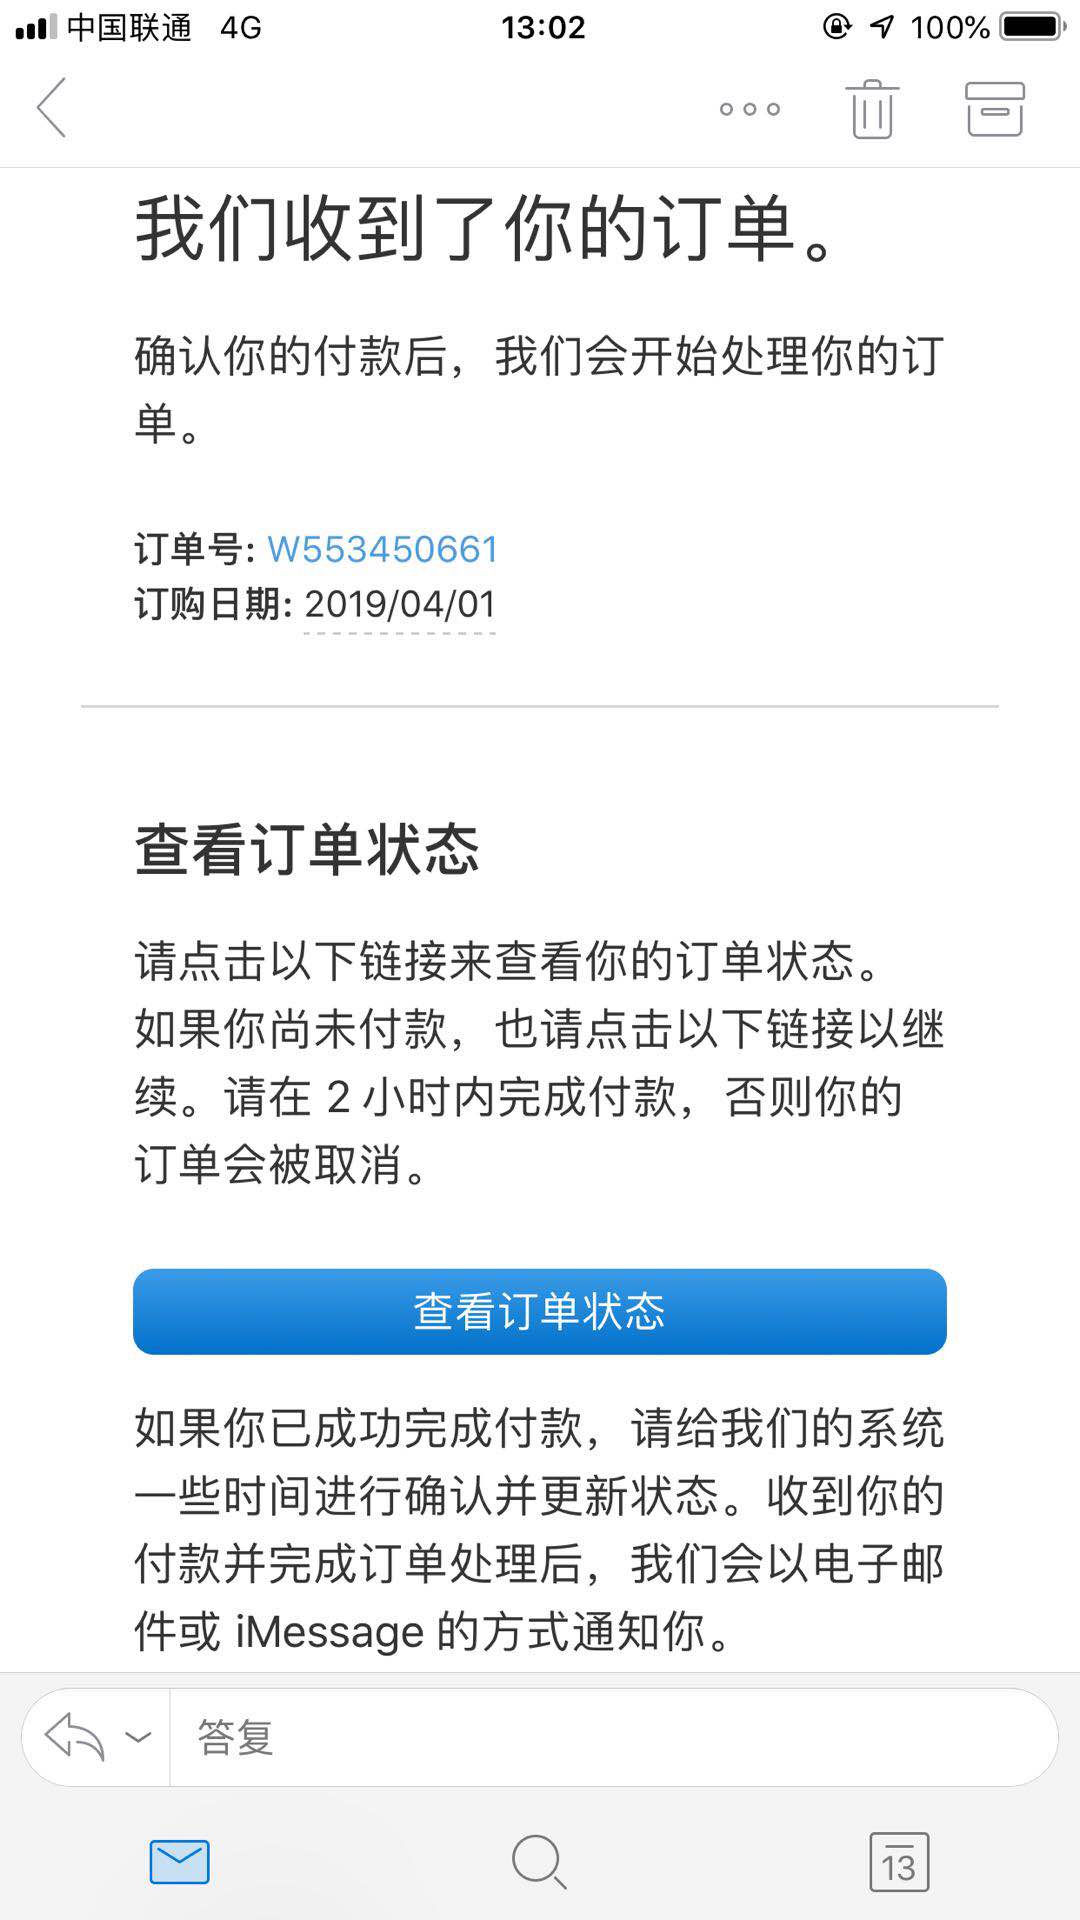 中国联通 4G 13:02 100%
我们收到了你的订单。
确认你的付款后，我们会开始处理你的订
单。
订单号: W553450661
订购日期: 2019/04/01
查看订单状态
请点击以下链接来查看你的订单状态。
如果你尚未付款，也请点击以下链接以继
续。请在 2 小时内完成付款，否则你的
订单会被取消。
查看订单状态
如果你已成功完成付款，请给我们的系统
一些时间进行确认并更新状态。收到你的
付款并完成订单处理后，我们会以电子邮
件或 iMessage 的方式通知你。
答复
13